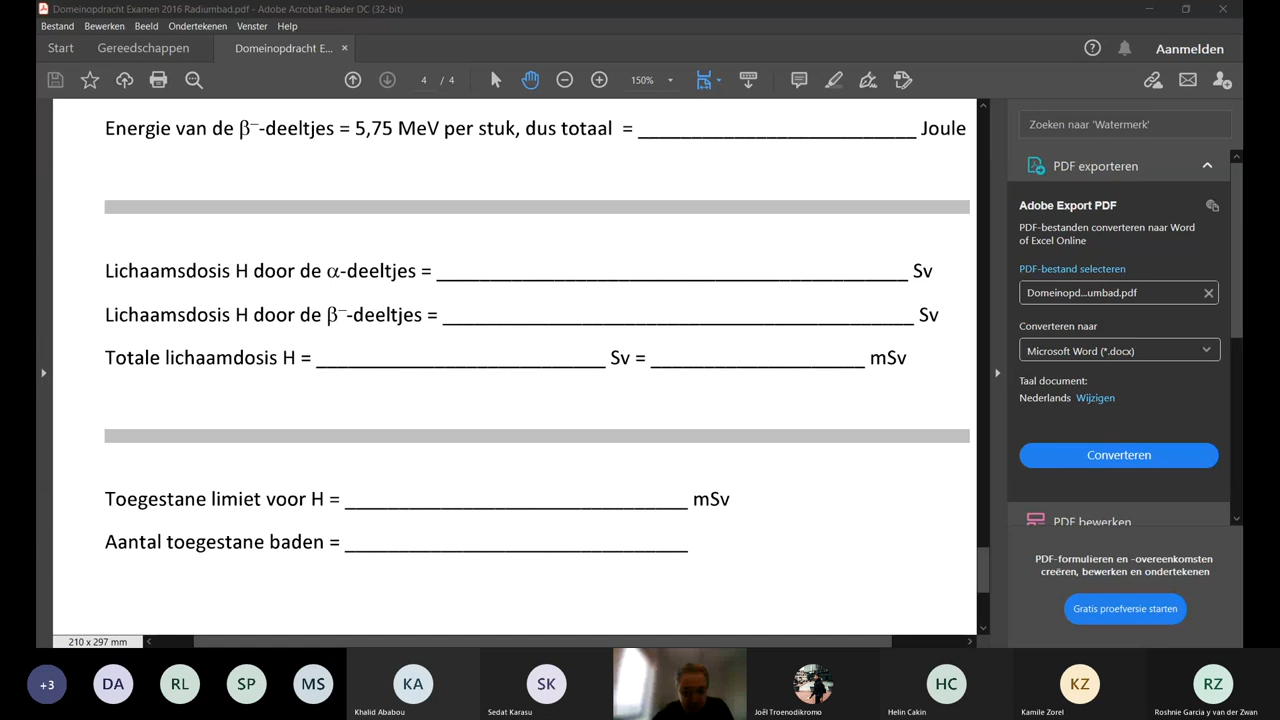 Domeinopdracht Examen 2016 Radiumbad.pdf - Adobe Acrobat Reader DC (32-bit)
Bestand Bewerken Beeld Ondertekenen Venster Help
Start Gereedschappen Domeinopdracht E... × Aanmelden
4 / 4 150%
Energie van de β⁻-deeltjes = 5,75 MeV per stuk, dus totaal = __________________________ Joule
Lichaamsdosis H door de α-deeltjes = ____________________________________________ Sv
Lichaamsdosis H door de β⁻-deeltjes = ____________________________________________ Sv
Totale lichaamdosis H = ___________________________ Sv = ____________________ mSv
Toegestane limiet voor H = ________________________________ mSv
Aantal toegestane baden = ________________________________
210 x 297 mm
Zoeken naar 'Watermerk'
PDF exporteren
Adobe Export PDF
PDF-bestanden converteren naar Word
of Excel Online
PDF-bestand selecteren
Domeinopd...umbad.pdf
Converteren naar
Microsoft Word (*.docx)
Taal document:
Nederlands Wijzigen
Converteren
PDF bewerken
PDF-formulieren en -overeenkomsten
creëren, bewerken en ondertekenen
Gratis proefversie starten
+3 DA RL SP MS KA SK HC KZ RZ
Khalid Ababou Sedat Karasu Joël Troenodikromo Helin Cakin Kamile Zorel Roshnie Garcia y van der Zwan